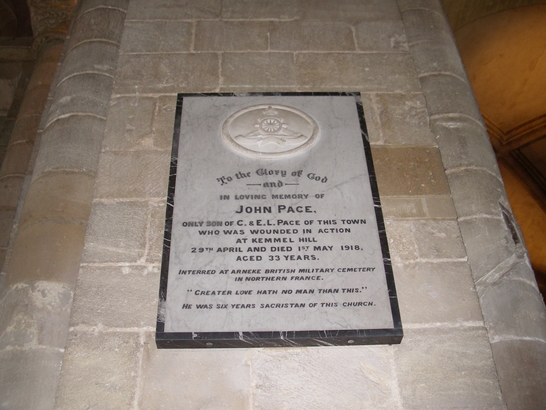 To the Glory of God
and
IN LOVING MEMORY OF
JOHN PACE.
ONLY SON OF C. & E.L. PACE OF THIS TOWN
WHO WAS WOUNDED IN ACTION
AT KEMMEL HILL
29TH APRIL AND DIED 1ST MAY 1918.
AGED 33 YEARS.
INTERRED AT ARNEKE BRITISH MILITARY CEMETERY
IN NORTHERN FRANCE.
"GREATER LOVE HATH NO MAN THAN THIS."
HE WAS SIX YEARS SACRISTAN OF THIS CHURCH.